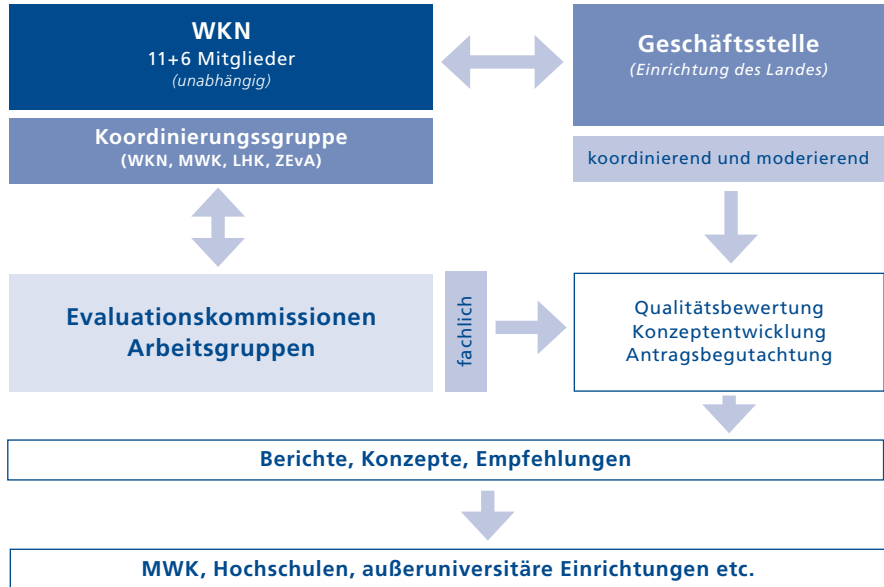 WKN
11+6 Mitglieder
(unabhängig)
Koordinierungssgruppe
(WKN, MWK, LHK, ZEvA)
Geschäftsstelle
(Einrichtung des Landes)
koordinierend und moderierend
Evaluationskommissionen
Arbeitsgruppen
fachlich
Qualitätsbewertung
Konzeptentwicklung
Antragsbegutachtung
Berichte, Konzepte, Empfehlungen
MWK, Hochschulen, außeruniversitäre Einrichtungen etc.